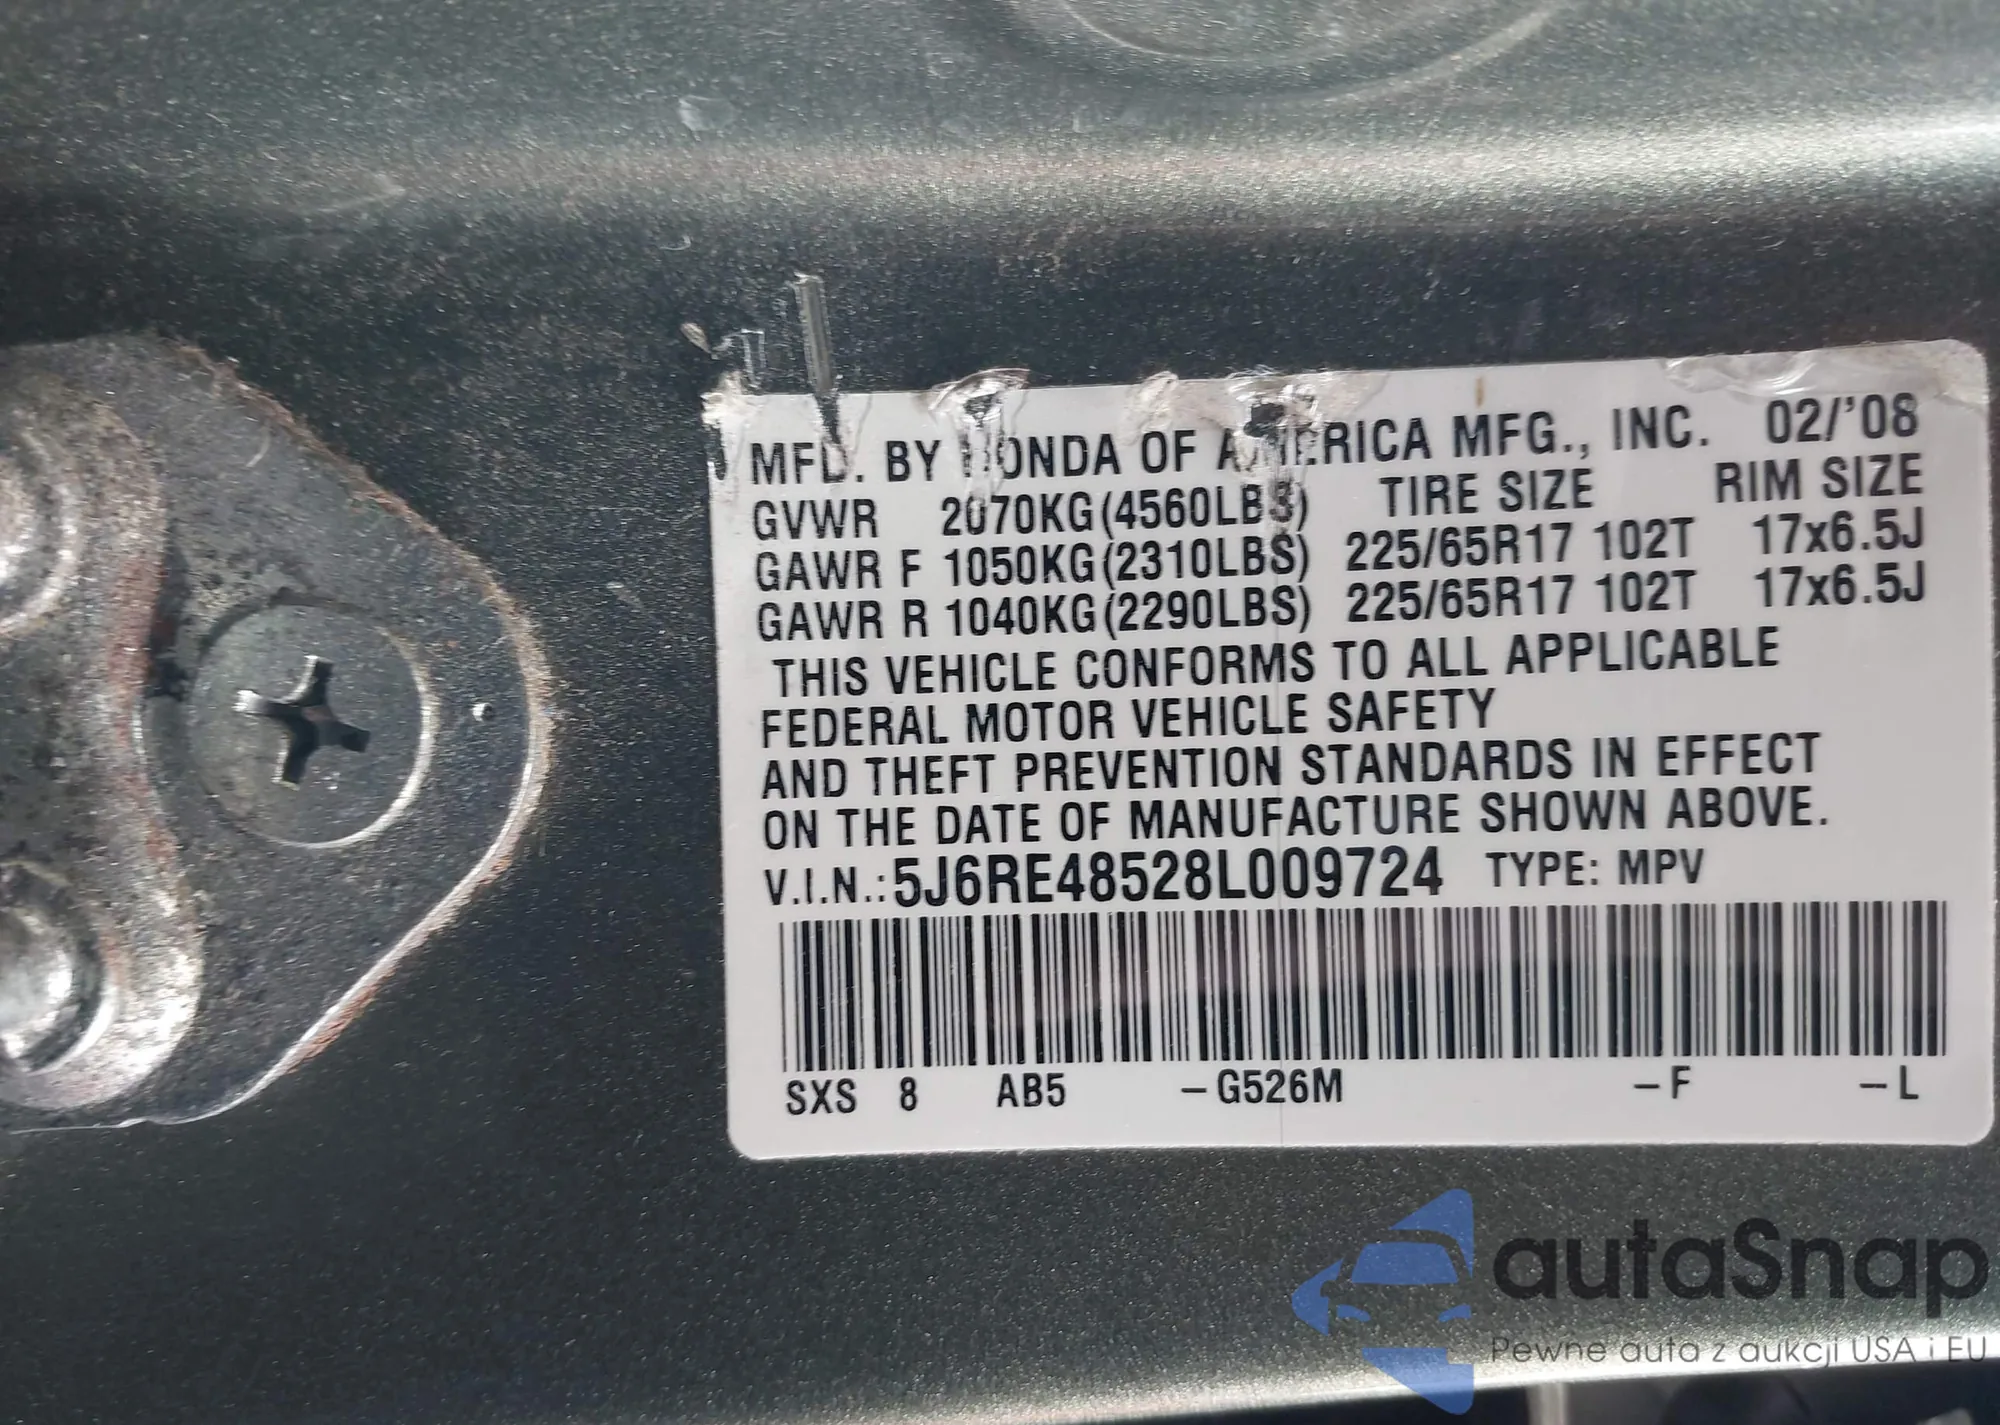 MFD. BY HONDA OF AMERICA MFG., INC. 02/'08
GVWR 2070KG(4560LBS) TIRE SIZE RIM SIZE
GAWR F 1050KG(2310LBS) 225/65R17 102T 17x6.5J
GAWR R 1040KG(2290LBS) 225/65R17 102T 17x6.5J
THIS VEHICLE CONFORMS TO ALL APPLICABLE
FEDERAL MOTOR VEHICLE SAFETY
AND THEFT PREVENTION STANDARDS IN EFFECT
ON THE DATE OF MANUFACTURE SHOWN ABOVE.
V.I.N.:5J6RE48528L009724 TYPE: MPV
SXS 8 AB5 –G526M –F –L
autaSnap
Pewne auta z aukcji USA i EU